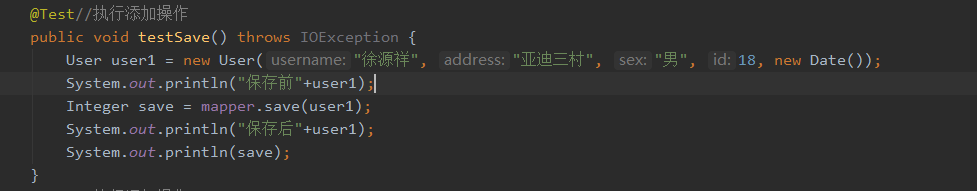 @Test//执行添加操作
public void testSave() throws IOException {
User user1 = new User( username: "徐源祥", address: "亚迪三村", sex: "男", id: 18, new Date());
System.out.println("保存前"+user1);
Integer save = mapper.save(user1);
System.out.println("保存后"+user1);
System.out.println(save);
}